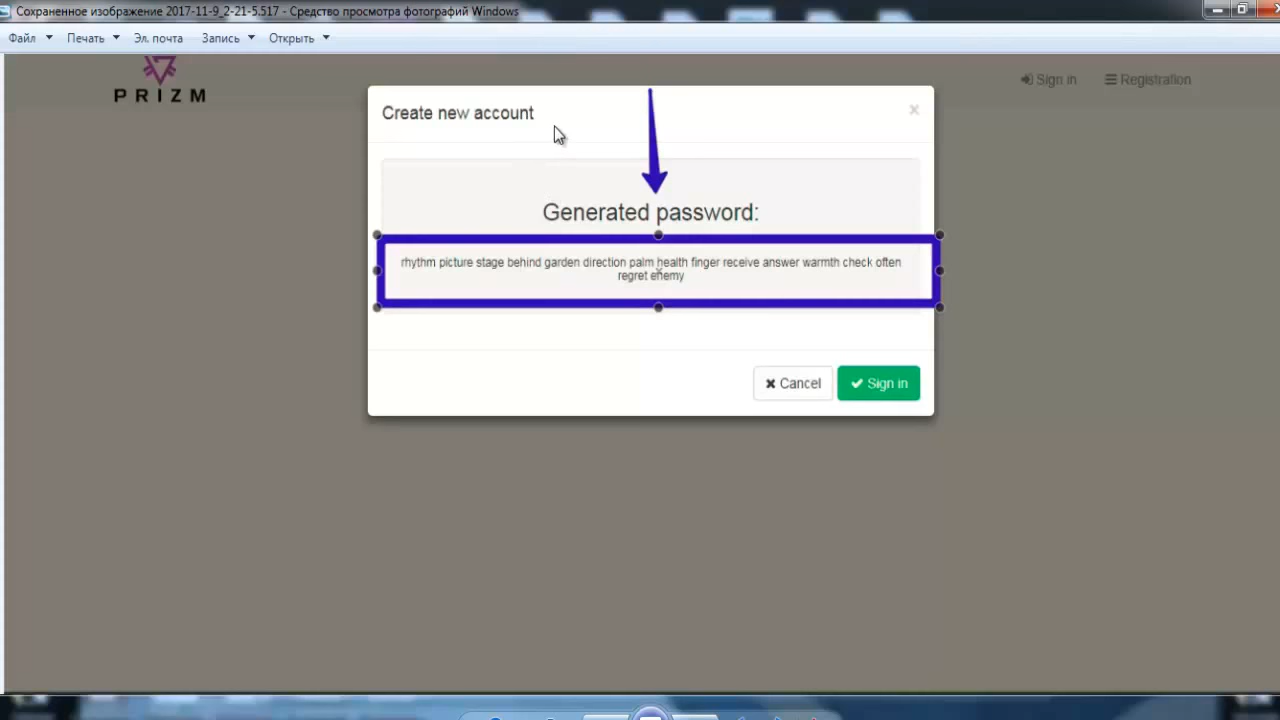 Сохраненное изображение 2017-11-9_2-21-5.517 - Средство просмотра фотографий Windows
Файл Печать Эл. почта Запись Открыть
PRIZM
Sign in Registration
Create new account
Generated password:
rhythm picture stage behind garden direction palm health finger receive answer warmth check often
regret enemy
Cancel Sign in